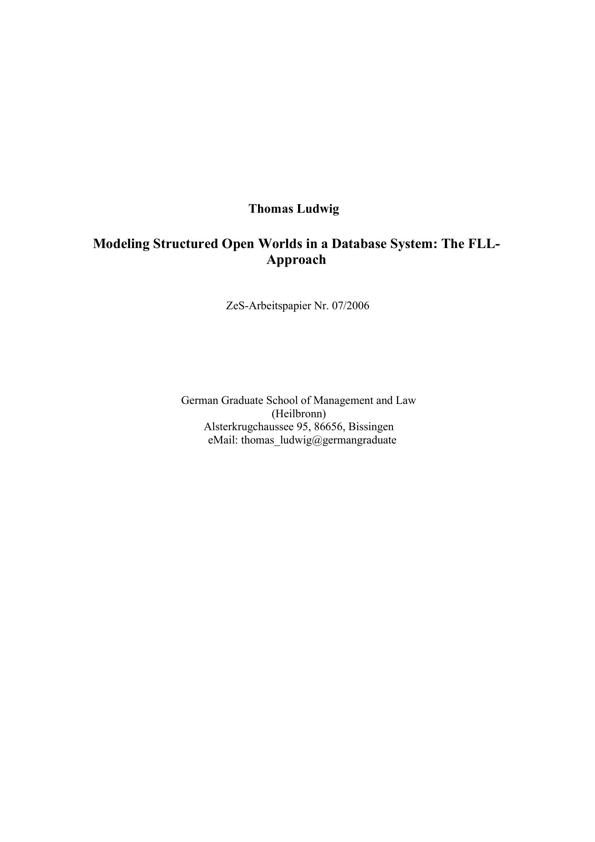 Thomas Ludwig
Modeling Structured Open Worlds in a Database System: The FLL-
Approach
ZeS-Arbeitspapier Nr. 07/2006
German Graduate School of Management and Law
(Heilbronn)
Alsterkrugchaussee 95, 86656, Bissingen
eMail: thomas_ludwig@germangraduate